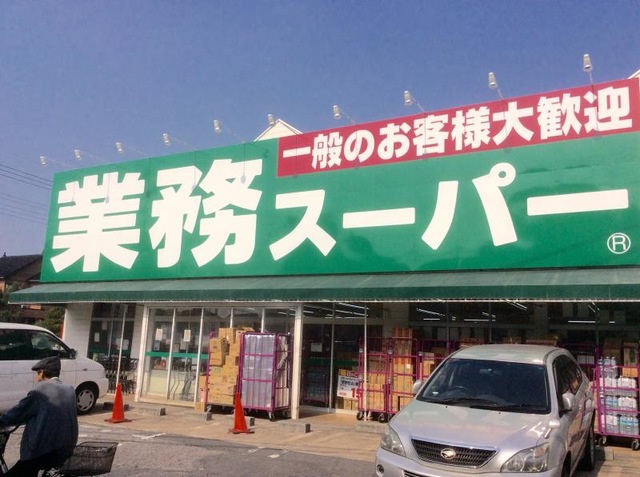 一般のお客様大歓迎
業務スーパー
®